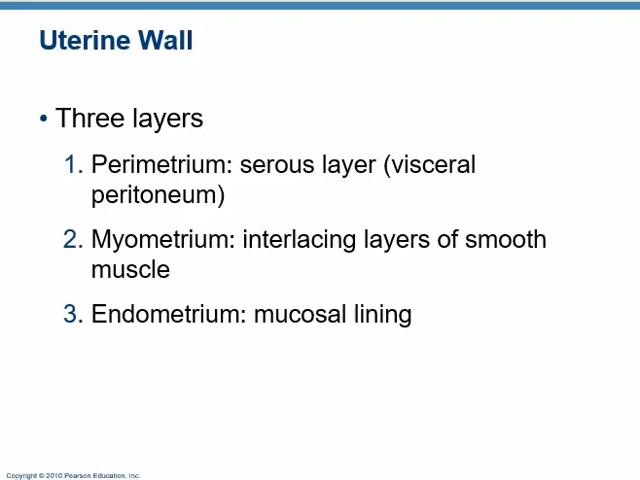 Uterine Wall
• Three layers
1. Perimetrium: serous layer (visceral
peritoneum)
2. Myometrium: interlacing layers of smooth
muscle
3. Endometrium: mucosal lining
Copyright © 2010 Pearson Education, Inc.